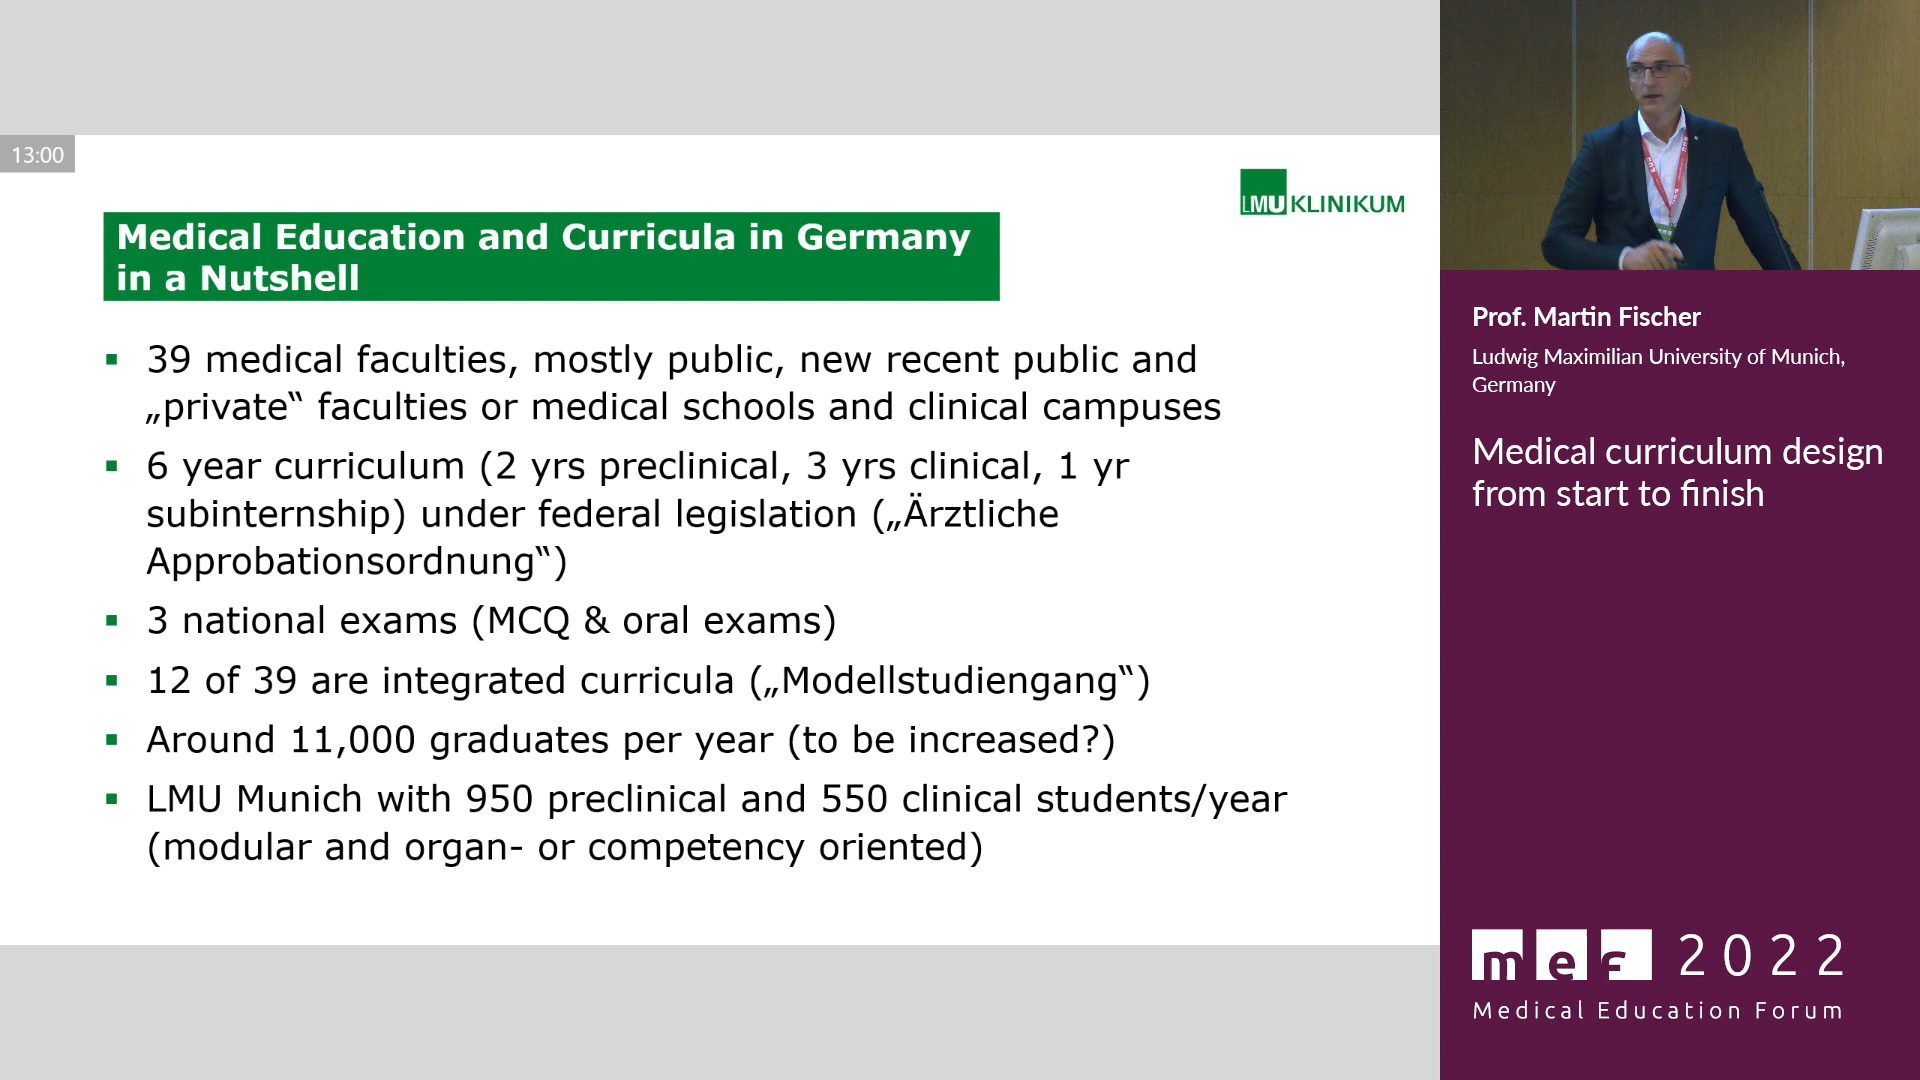 13:00
LMU KLINIKUM
Medical Education and Curricula in Germany
in a Nutshell
▪ 39 medical faculties, mostly public, new recent public and
„private“ faculties or medical schools and clinical campuses
▪ 6 year curriculum (2 yrs preclinical, 3 yrs clinical, 1 yr
subinternship) under federal legislation („Ärztliche
Approbationsordnung“)
▪ 3 national exams (MCQ & oral exams)
▪ 12 of 39 are integrated curricula („Modellstudiengang“)
▪ Around 11,000 graduates per year (to be increased?)
▪ LMU Munich with 950 preclinical and 550 clinical students/year
(modular and organ- or competency oriented)
Prof. Martin Fischer
Ludwig Maximilian University of Munich,
Germany
Medical curriculum design
from start to finish
mef 2022
Medical Education Forum